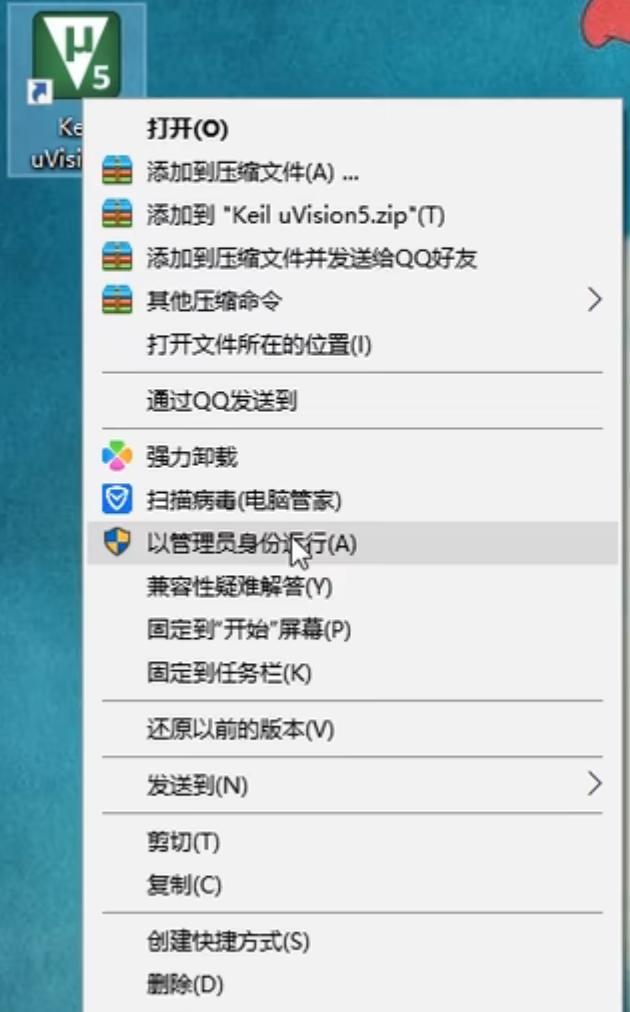 μ5
Ke
uVisi
打开(O)
添加到压缩文件(A) ...
添加到 "Keil uVision5.zip"(T)
添加到压缩文件并发送给QQ好友
其他压缩命令
打开文件所在的位置(I)
通过QQ发送到
强力卸载
扫描病毒(电脑管家)
以管理员身份运行(A)
兼容性疑难解答(Y)
固定到"开始"屏幕(P)
固定到任务栏(K)
还原以前的版本(V)
发送到(N)
剪切(T)
复制(C)
创建快捷方式(S)
删除(D)